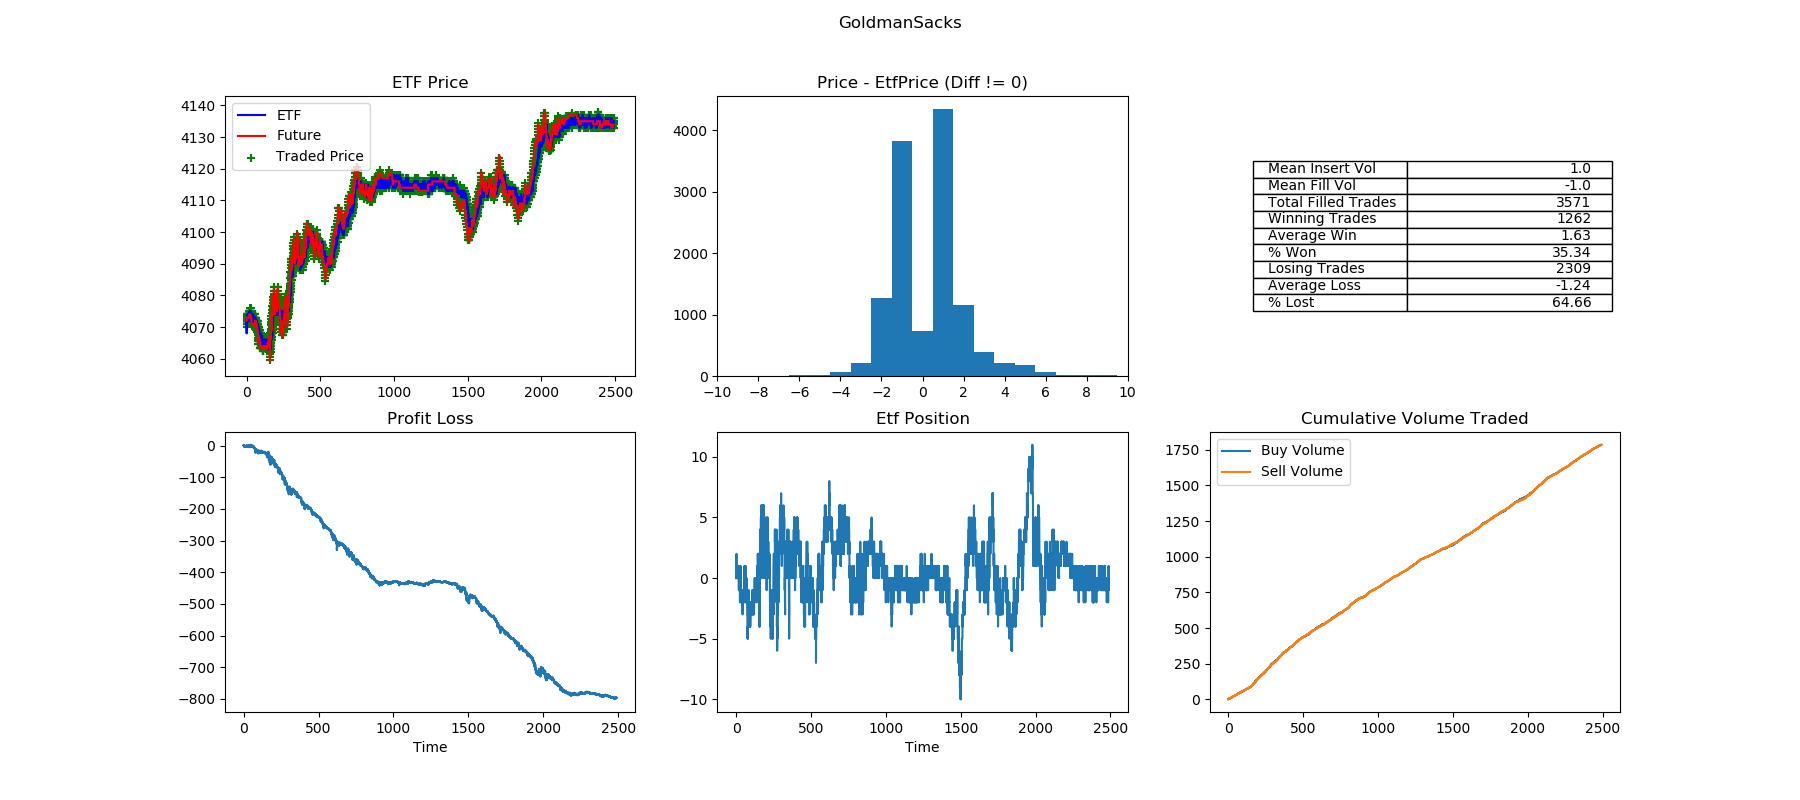 GoldmanSacks
ETF Price
4140
4130
4120
4110
4100
4090
4080
4070
4060
ETF
Future
Traded Price
0 500 1000 1500 2000 2500
Price - EtfPrice (Diff != 0)
4000
3000
2000
1000
0
−10 −8 −6 −4 −2 0 2 4 6 8 10
Mean Insert Vol 1.0
Mean Fill Vol -1.0
Total Filled Trades 3571
Winning Trades 1262
Average Win 1.63
% Won 35.34
Losing Trades 2309
Average Loss -1.24
% Lost 64.66
Profit Loss
0
−100
−200
−300
−400
−500
−600
−700
−800
0 500 1000 1500 2000 2500
Time
Etf Position
10
5
0
−5
−10
0 500 1000 1500 2000 2500
Time
Cumulative Volume Traded
1750
1500
1250
1000
750
500
250
0
Buy Volume
Sell Volume
0 500 1000 1500 2000 2500